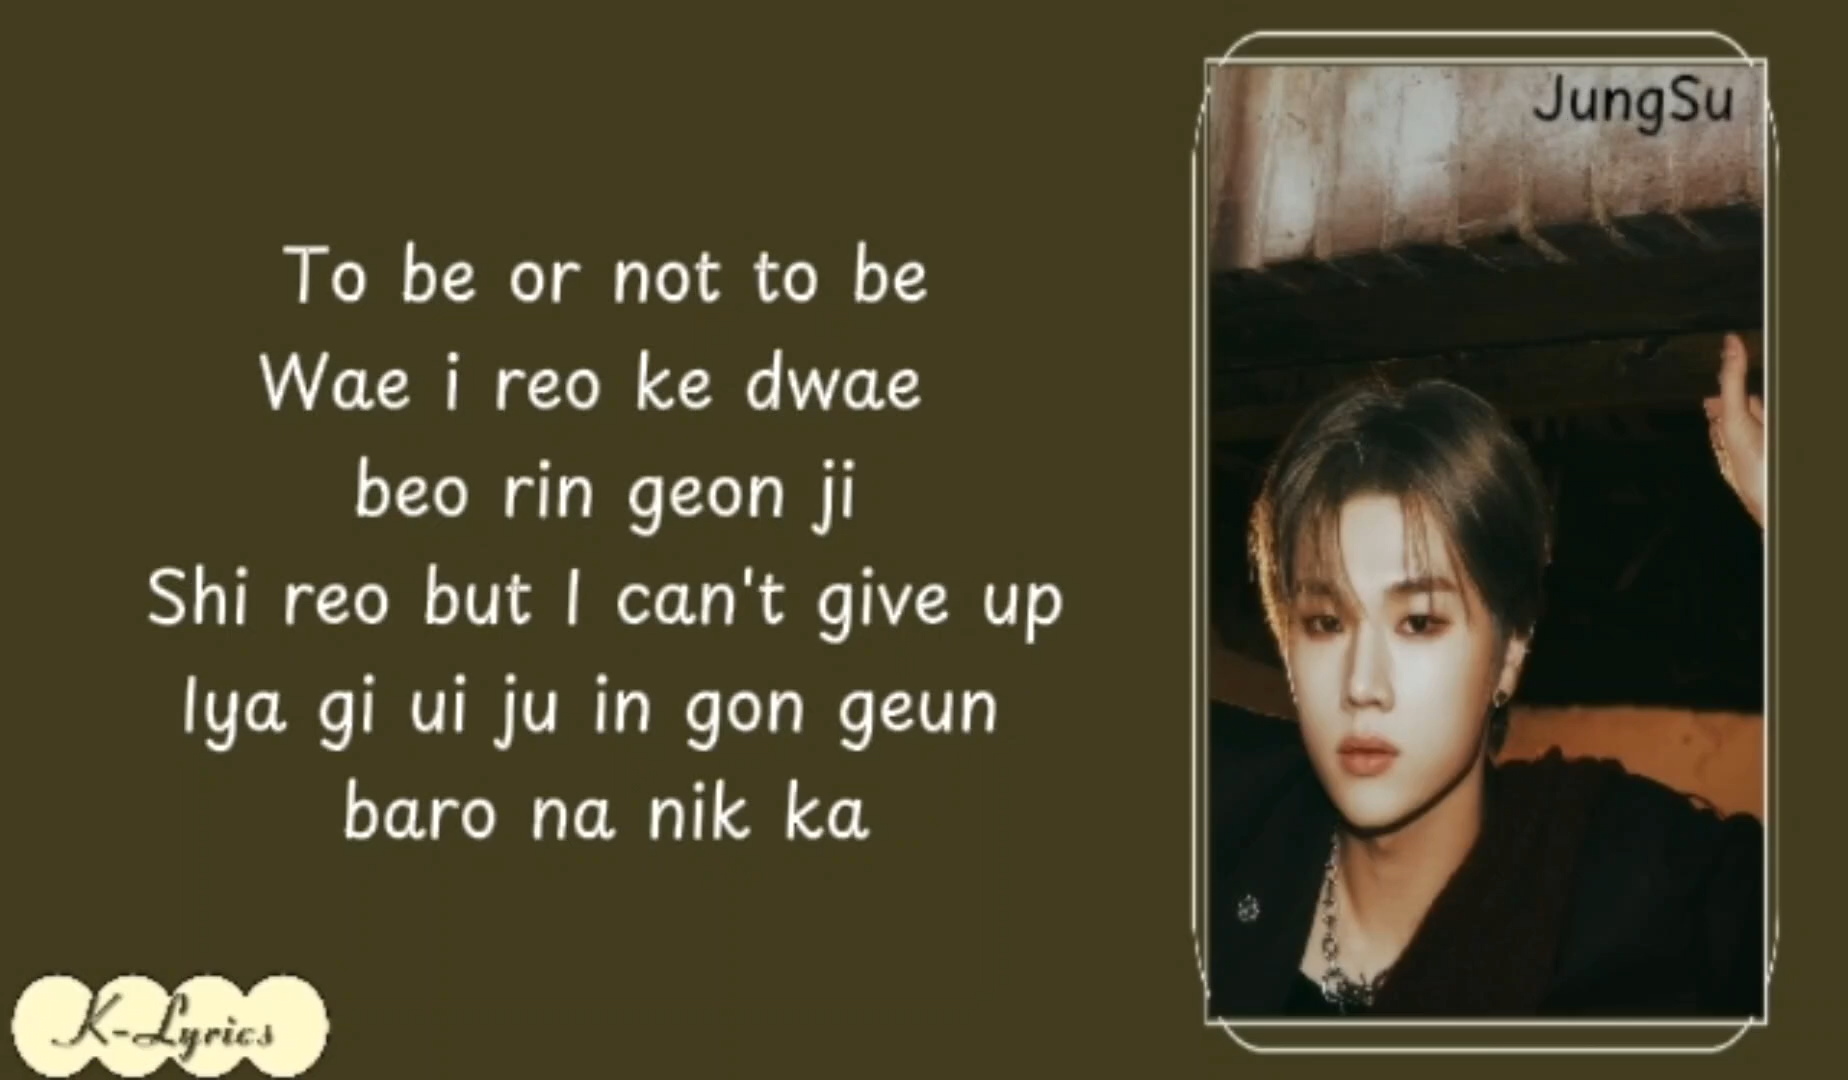 JungSu
To be or not to be
Wae i reo ke dwae
beo rin geon ji
Shi reo but I can't give up
Iya gi ui ju in gon geun
baro na nik ka
K-Lyrics